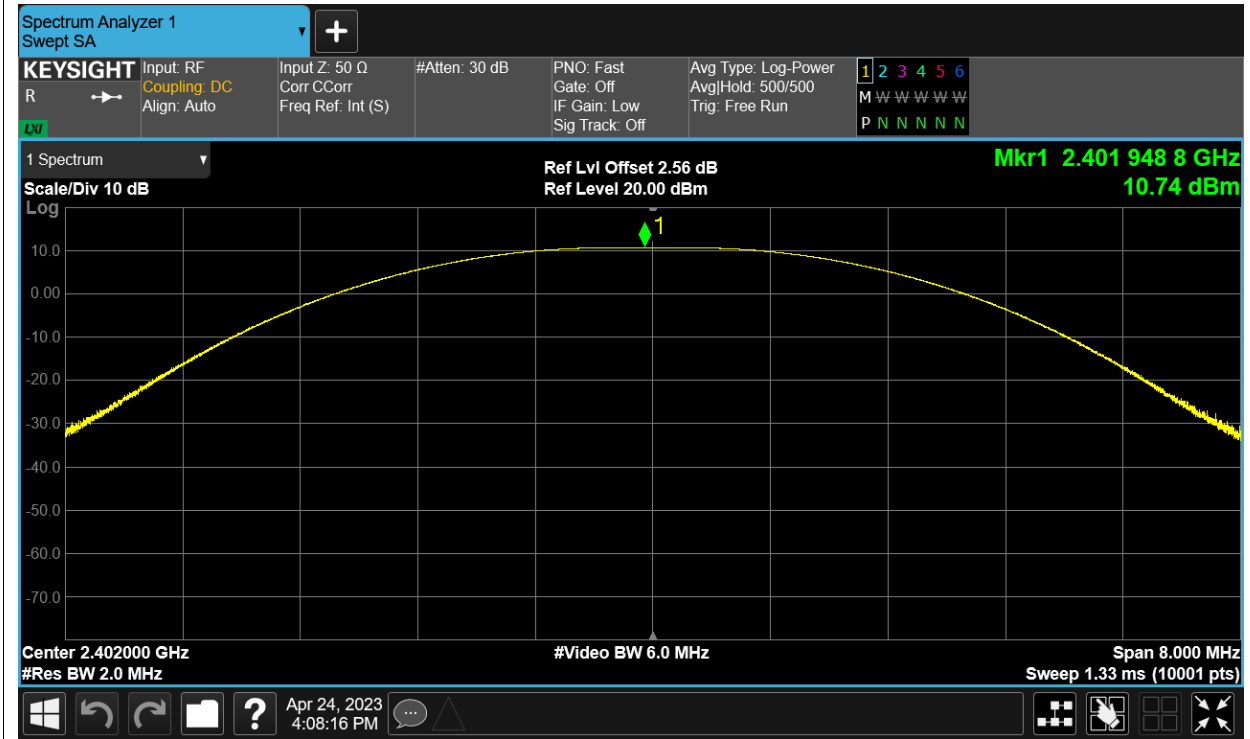 Spectrum Analyzer 1
Swept SA
KEYSIGHT
R
LXI
Input: RF
Coupling: DC
Align: Auto
Input Z: 50 Ω
Corr CCorr
Freq Ref: Int (S)
#Atten: 30 dB
PNO: Fast
Gate: Off
IF Gain: Low
Sig Track: Off
Avg Type: Log-Power
Avg|Hold: 500/500
Trig: Free Run
1 2 3 4 5 6
M W W W W W W
P N N N N N N
1 Spectrum
Scale/Div 10 dB
Log
Ref Lvl Offset 2.56 dB
Ref Level 20.00 dBm
Mkr1 2.401 948 8 GHz
10.74 dBm
1
10.0
0.00
-10.0
-20.0
-30.0
-40.0
-50.0
-60.0
-70.0
Center 2.402000 GHz
#Res BW 2.0 MHz
#Video BW 6.0 MHz
Span 8.000 MHz
Sweep 1.33 ms (10001 pts)
?
Apr 24, 2023
4:08:16 PM